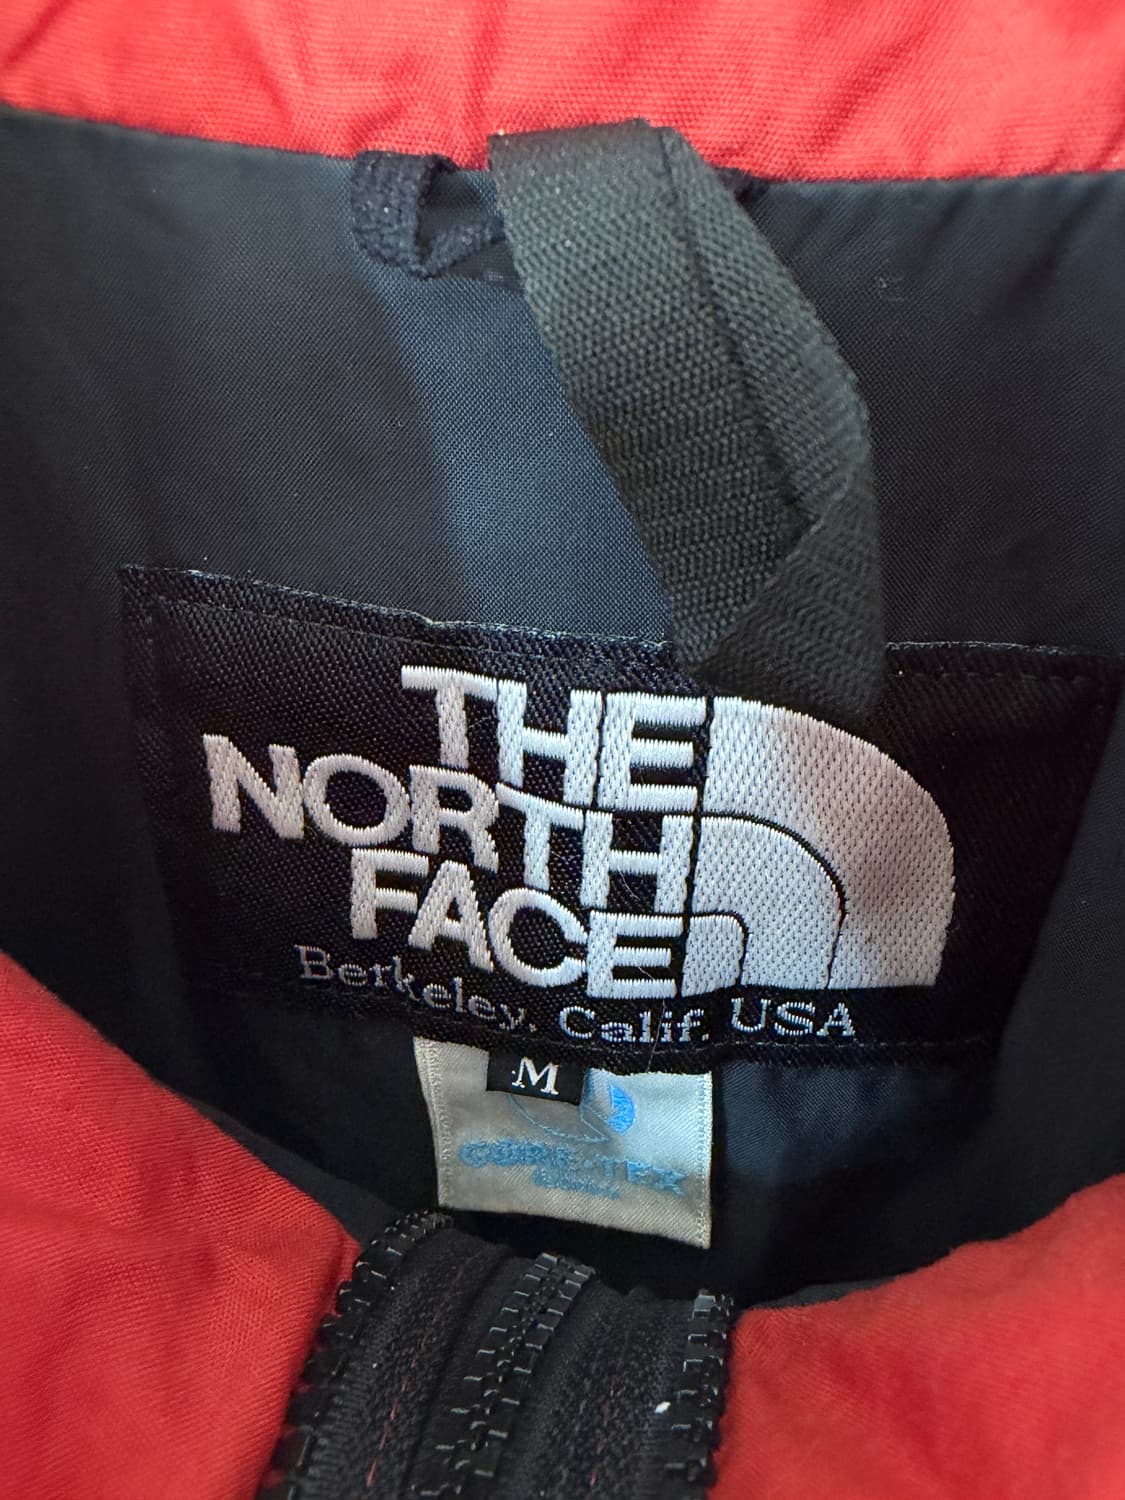 THE
NORTH
FACE
Berkeley, Calif. USA
M
GORE-TEX